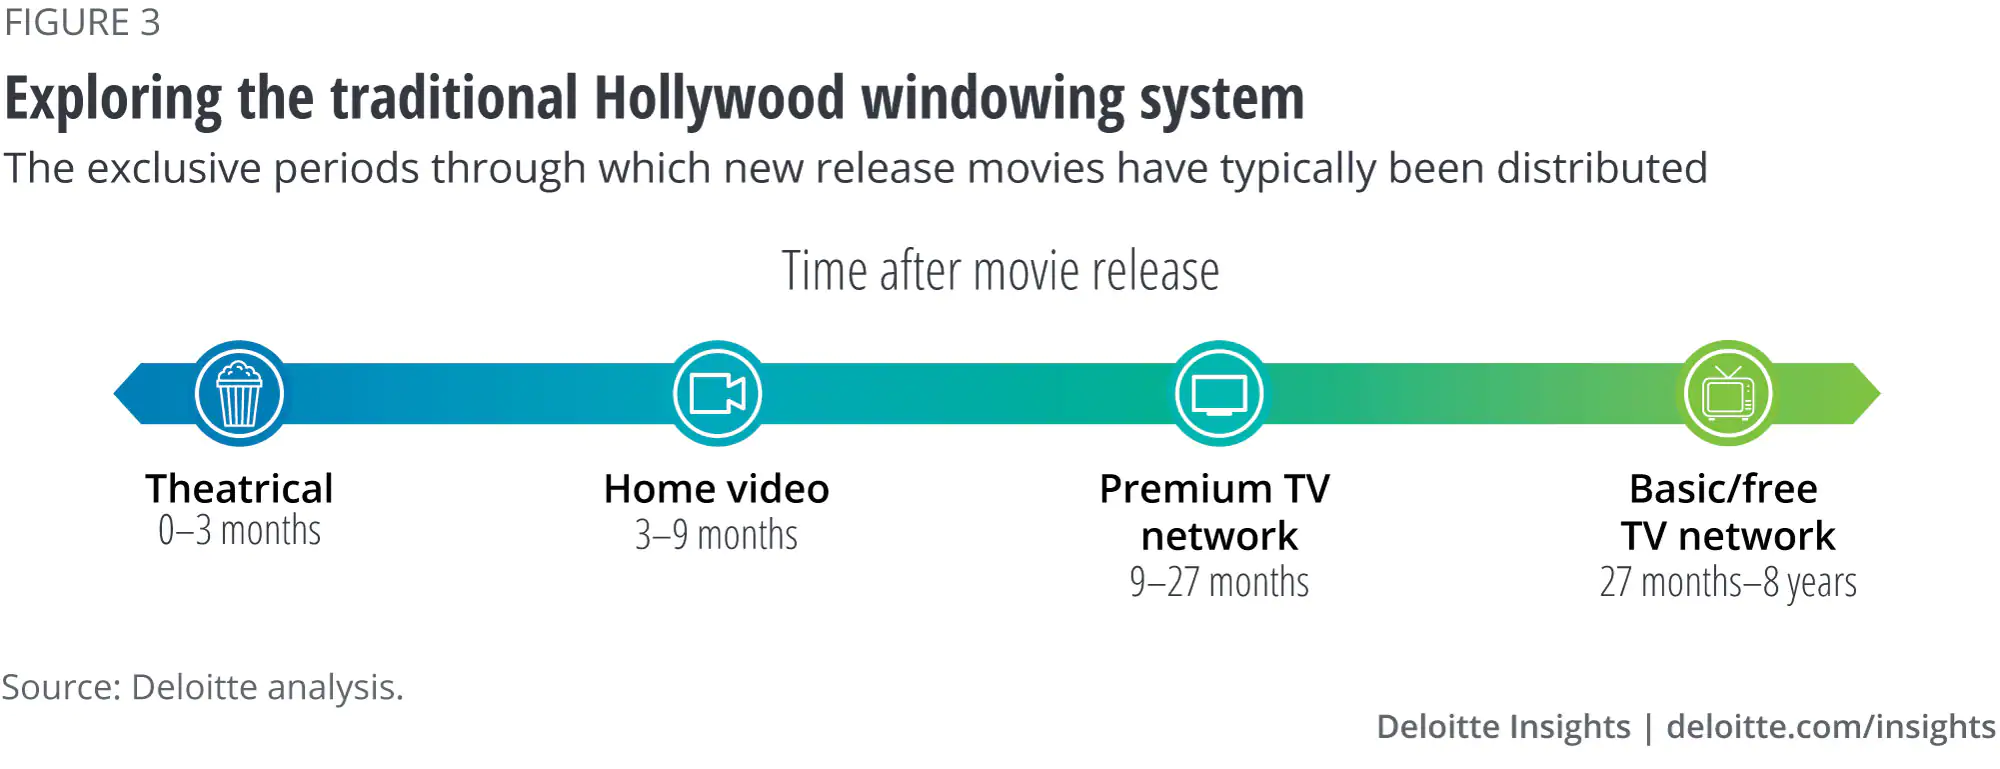 FIGURE 3
Exploring the traditional Hollywood windowing system
The exclusive periods through which new release movies have typically been distributed
Time after movie release
Theatrical
0–3 months
Home video
3–9 months
Premium TV
network
9–27 months
Basic/free
TV network
27 months–8 years
Source: Deloitte analysis.
Deloitte Insights | deloitte.com/insights